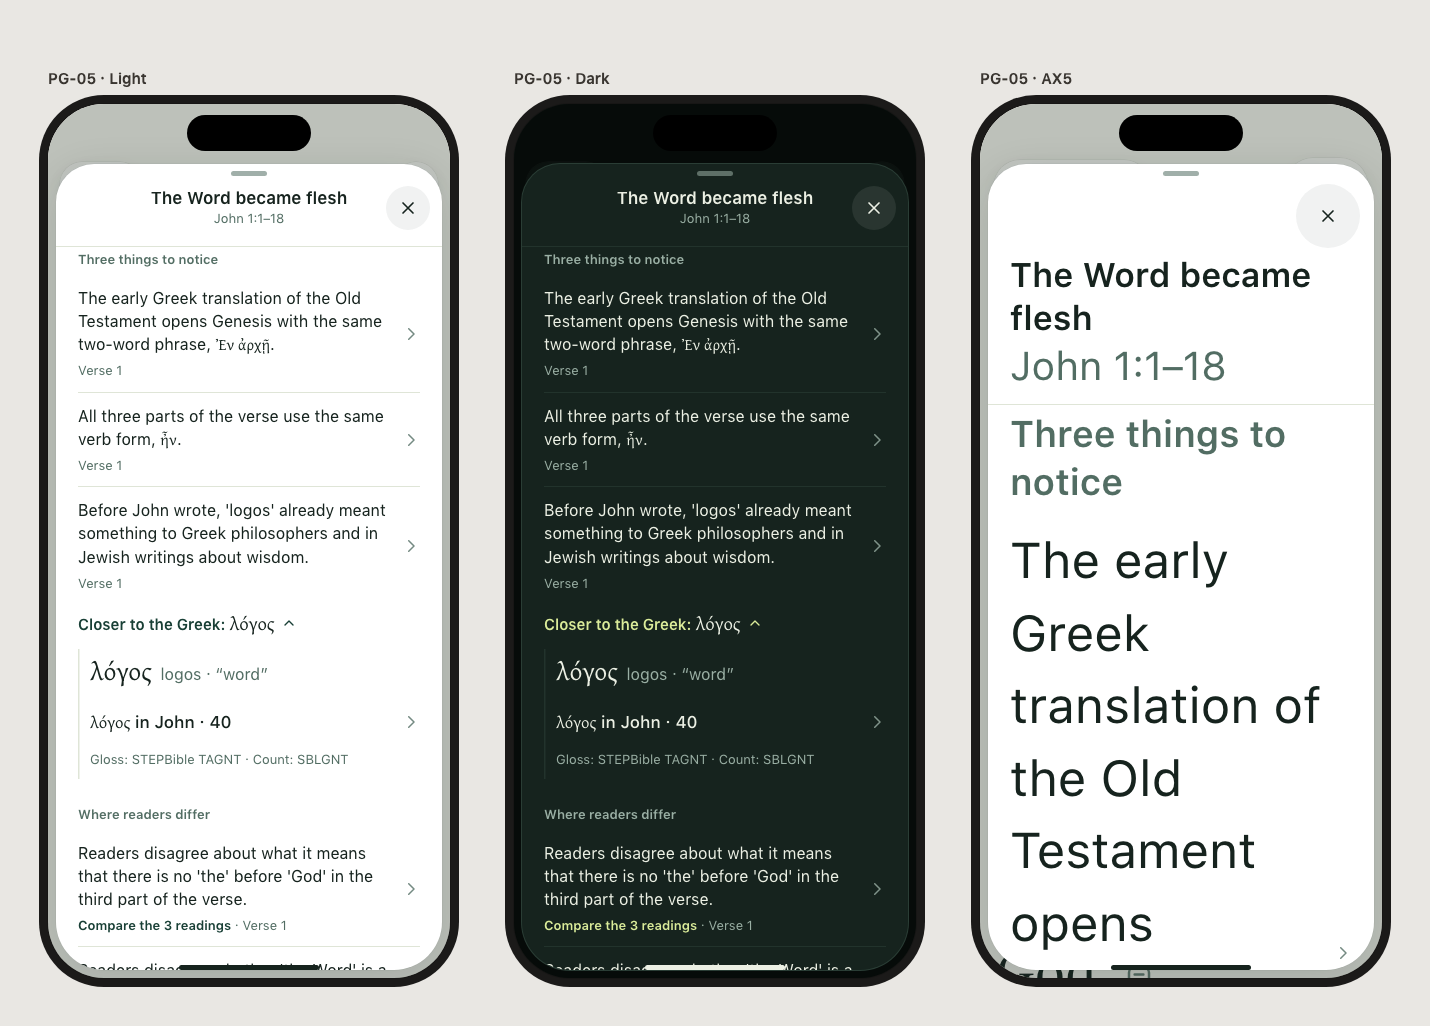 PG-05 · Light
The Word became flesh
John 1:1–18
Three things to notice
The early Greek translation of the Old
Testament opens Genesis with the same
two-word phrase, Ἐν ἀρχῇ.
Verse 1
All three parts of the verse use the same
verb form, ἦν.
Verse 1
Before John wrote, 'logos' already meant
something to Greek philosophers and in
Jewish writings about wisdom.
Verse 1
Closer to the Greek: λόγος
λόγος logos · “word”
λόγος in John · 40
Gloss: STEPBible TAGNT · Count: SBLGNT
Where readers differ
Readers disagree about what it means
that there is no 'the' before 'God' in the
third part of the verse.
Compare the 3 readings · Verse 1
PG-05 · Dark
The Word became flesh
John 1:1–18
Three things to notice
The early Greek translation of the Old
Testament opens Genesis with the same
two-word phrase, Ἐν ἀρχῇ.
Verse 1
All three parts of the verse use the same
verb form, ἦν.
Verse 1
Before John wrote, 'logos' already meant
something to Greek philosophers and in
Jewish writings about wisdom.
Verse 1
Closer to the Greek: λόγος
λόγος logos · “word”
λόγος in John · 40
Gloss: STEPBible TAGNT · Count: SBLGNT
Where readers differ
Readers disagree about what it means
that there is no 'the' before 'God' in the
third part of the verse.
Compare the 3 readings · Verse 1
PG-05 · AX5
The Word became
flesh
John 1:1–18
Three things to
notice
The early
Greek
translation of
the Old
Testament
opens